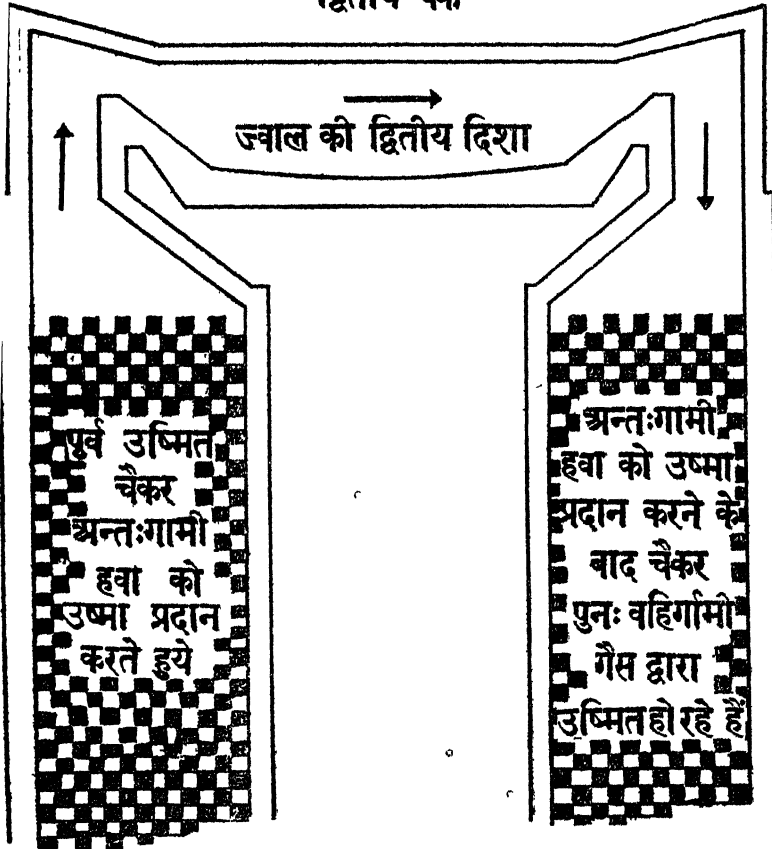 ज्वाल की द्वितीय दिशा
पूर्व उष्मित
चैकर
अन्तःगामी
हवा को
उष्मा प्रदान
करते हुये
अन्तःगामी
हवा को उष्मा
प्रदान करने के
बाद चैकर
पुनः वहिर्गामी
गैस द्वारा
उष्मित हो रहे हैं